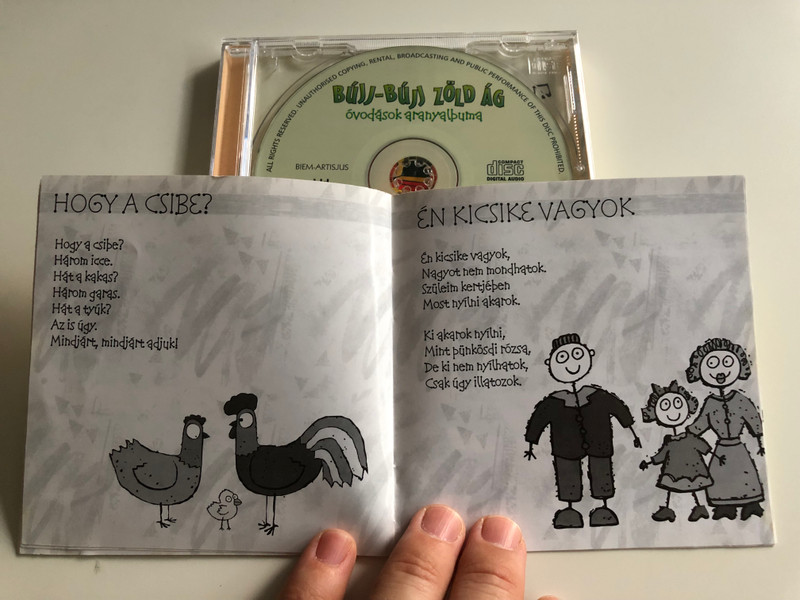 ALL RIGHTS RESERVED. UNAUTHORISED COPYING, RENTAL, BROADCASTING AND PUBLIC PERFORMANCE OF THIS DISC PROHIBITED.
BÚJJ-BÚJJ ZÖLD ÁG
óvodások aranyalbuma
BIEM-ARTISJUS
COMPACT
disc
DIGITAL AUDIO
HOGY A CSIBE?
Hogy a csibe?
Három icce.
Hát a kakas?
Három garas.
Hát a tyúk?
Az is úgy.
Mindjárt, mindjárt adjuk!
ÉN KICSIKE VAGYOK
Én kicsike vagyok,
Nagyot nem mondhatok.
Szüleim kertjében
Most nyílni akarok.
Ki akarok nyílni,
Mint pünkösdi rózsa,
De ki nem nyílhatok,
Csak úgy illatozok.